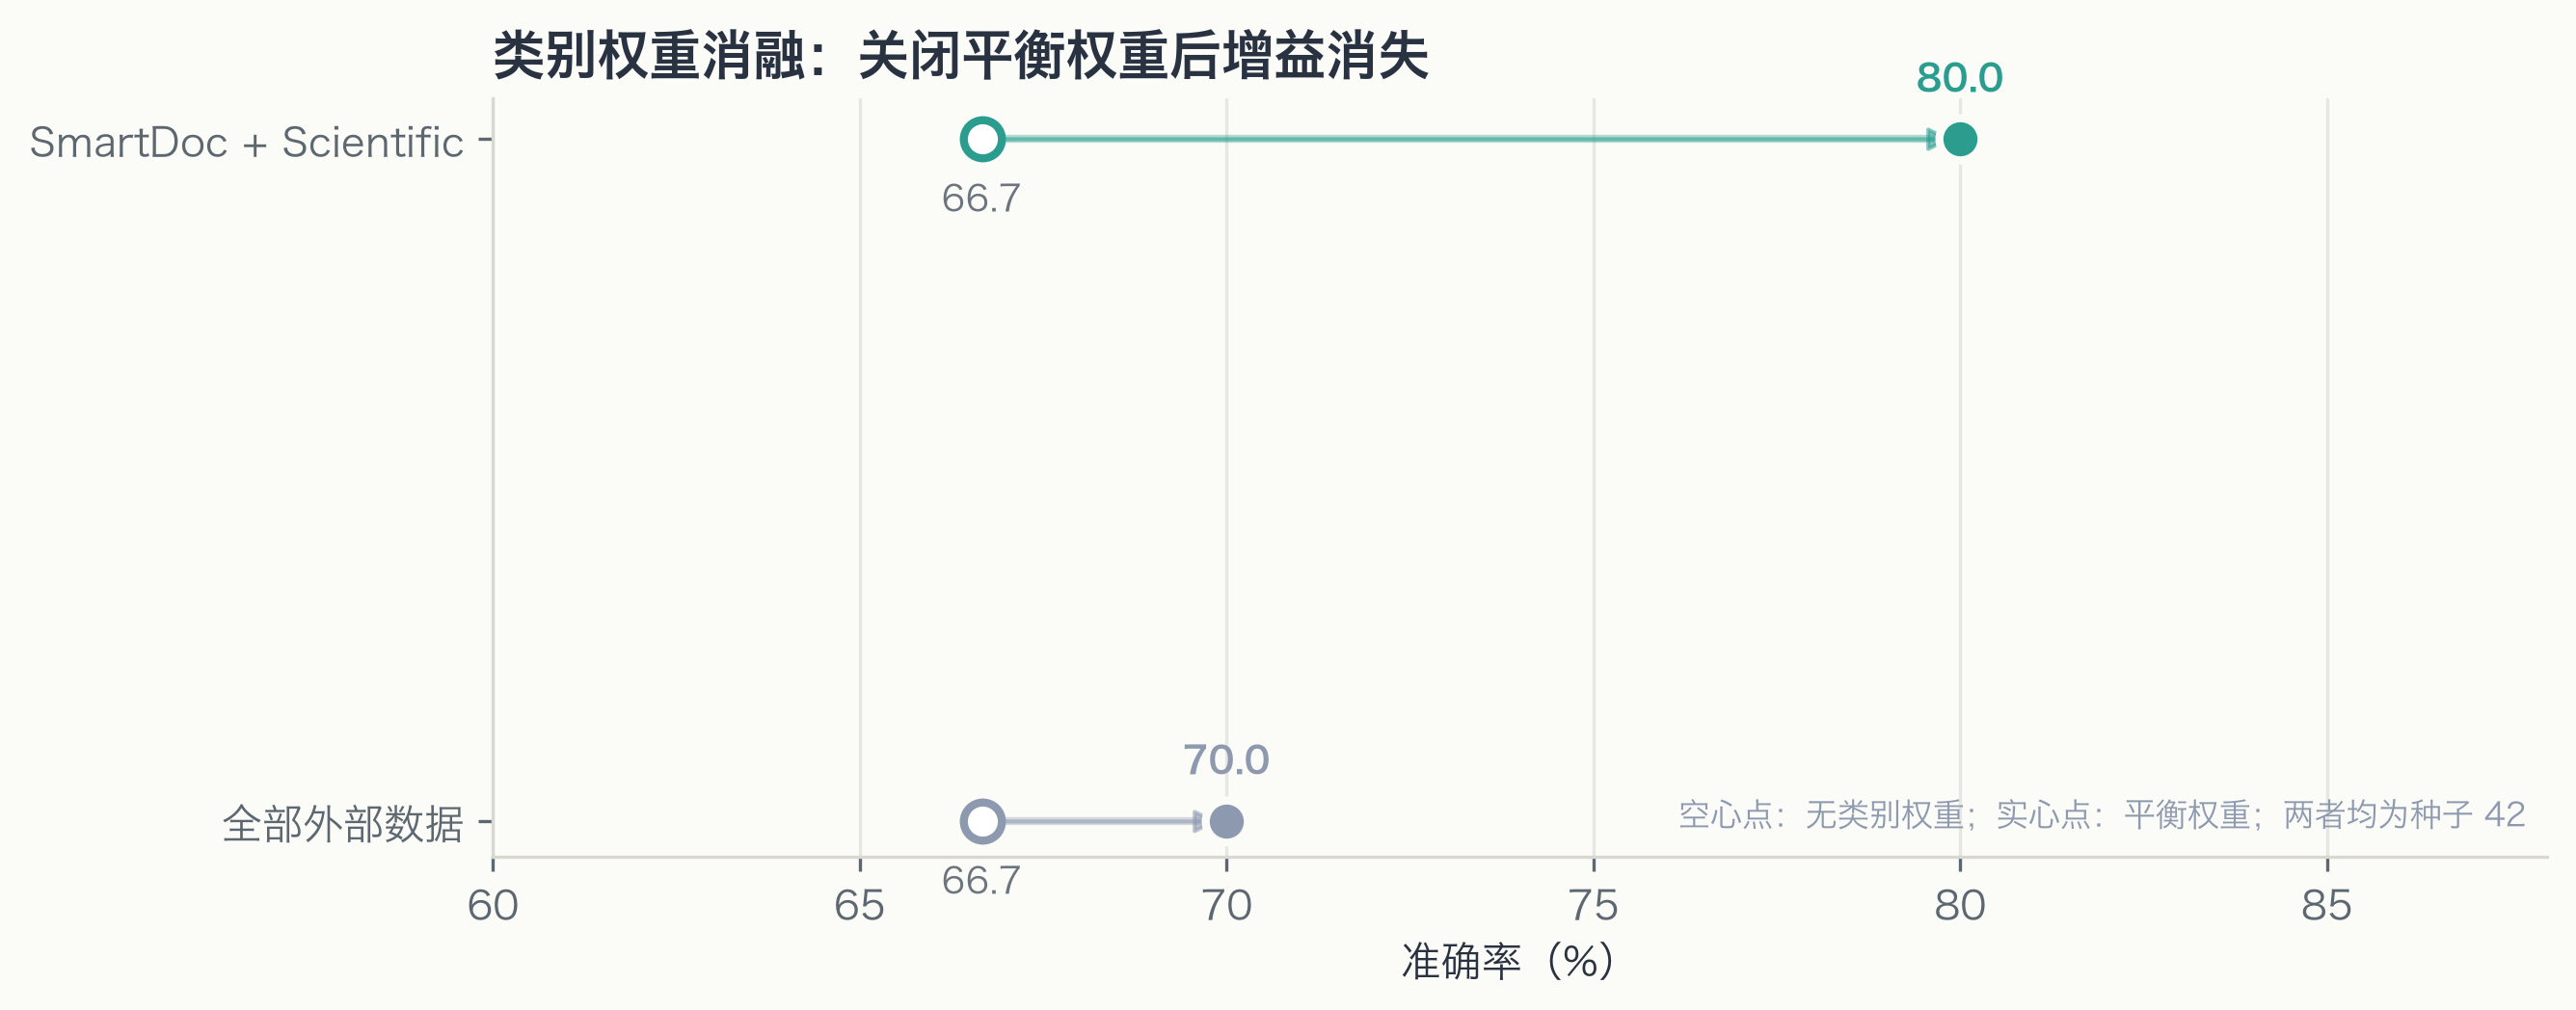 类别权重消融：关闭平衡权重后增益消失
80.0
SmartDoc + Scientific
66.7
70.0
全部外部数据
空心点：无类别权重；实心点：平衡权重；两者均为种子 42
66.7
60 65 70 75 80 85
准确率（%）